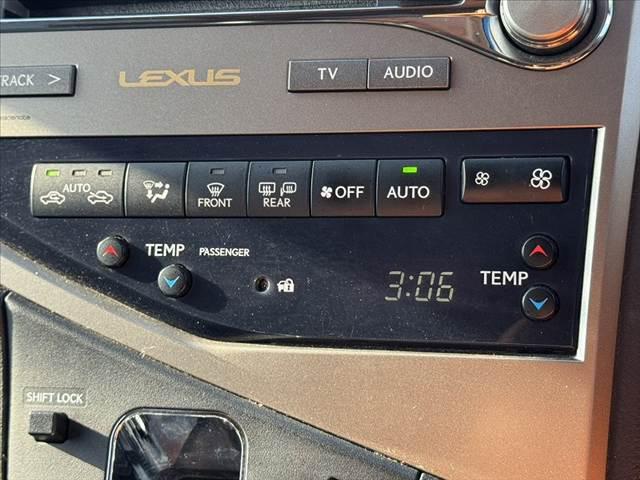 TRACK >
LEXUS
TV
AUDIO
AUTO
FRONT
REAR
OFF
AUTO
TEMP
PASSENGER
3:06
TEMP
SHIFT LOCK